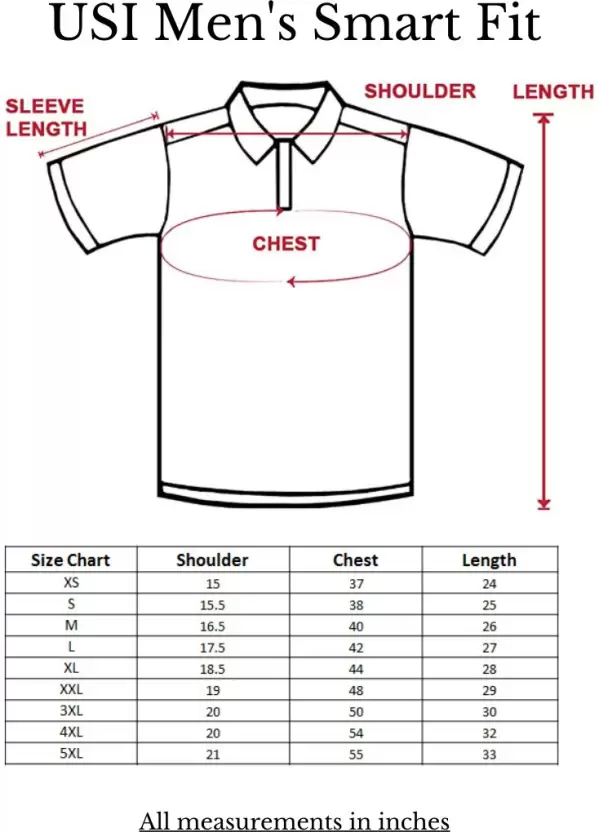 USI Men's Smart Fit
SLEEVE
LENGTH
SHOULDER
LENGTH
CHEST
Size Chart Shoulder Chest Length
XS 15 37 24
S 15.5 38 25
M 16.5 40 26
L 17.5 42 27
XL 18.5 44 28
XXL 19 48 29
3XL 20 50 30
4XL 20 54 32
5XL 21 55 33
All measurements in inches